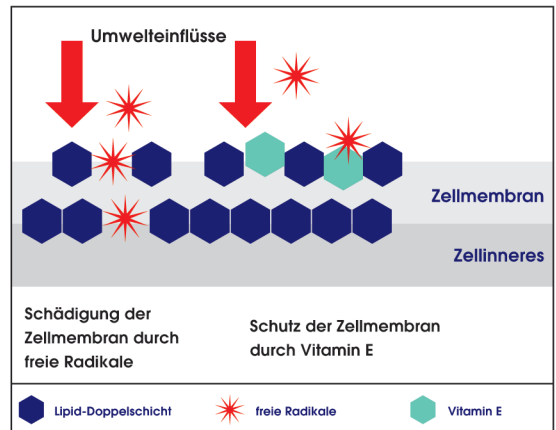 Umwelteinflüsse
Zellmembran
Zellinneres
Schädigung der
Zellmembran durch
freie Radikale
Schutz der Zellmembran
durch Vitamin E
Lipid-Doppelschicht
freie Radikale
Vitamin E